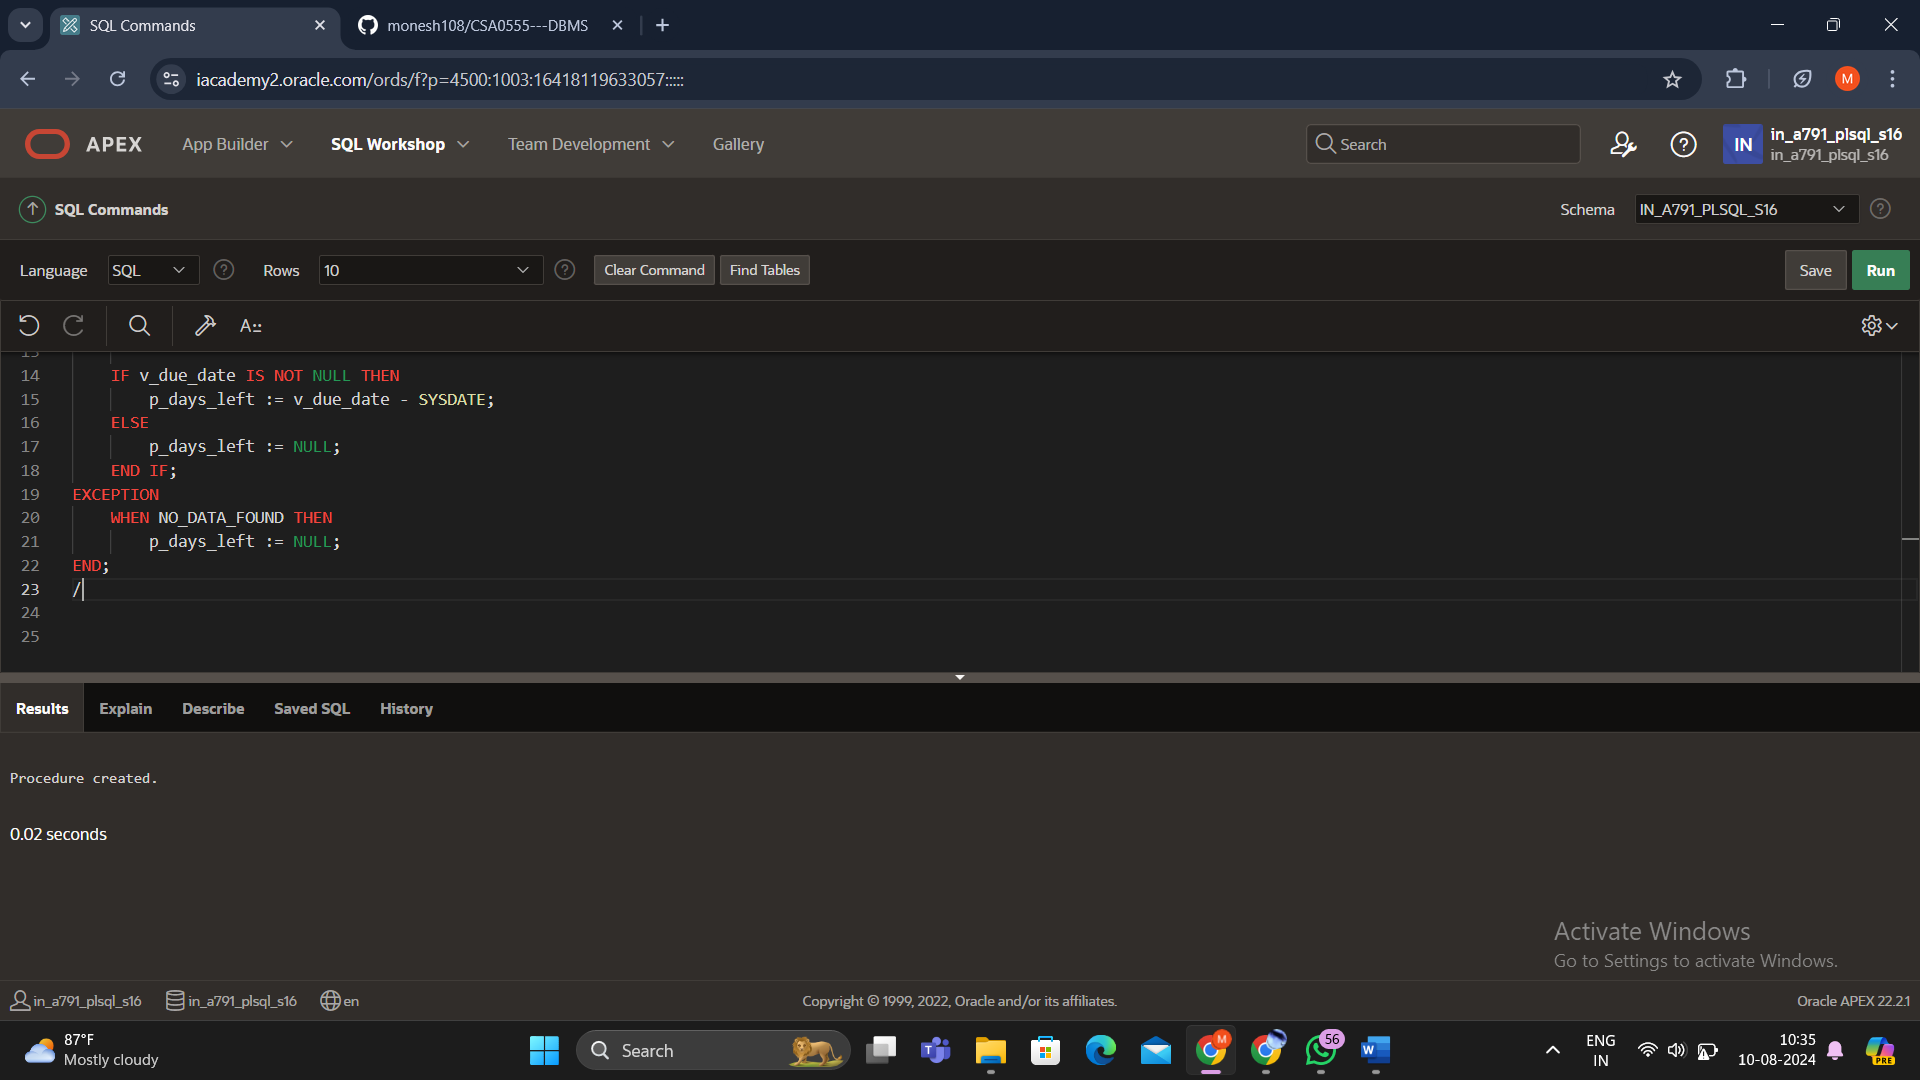 SQL Commands
monesh108/CSA0555---DBMS
iacademy2.oracle.com/ords/f?p=4500:1003:16418119633057:::::
M
APEX
App Builder
SQL Workshop
Team Development
Gallery
Search
IN
in_a791_plsql_s16
in_a791_plsql_s16
SQL Commands
Schema
IN_A791_PLSQL_S16
Language
SQL
Rows
10
Clear Command
Find Tables
Save
Run
A::
14 IF v_due_date IS NOT NULL THEN
15 p_days_left := v_due_date - SYSDATE;
16 ELSE
17 p_days_left := NULL;
18 END IF;
19 EXCEPTION
20 WHEN NO_DATA_FOUND THEN
21 p_days_left := NULL;
22 END;
23 /
24
25
Results
Explain
Describe
Saved SQL
History
Procedure created.
0.02 seconds
Activate Windows
Go to Settings to activate Windows.
in_a791_plsql_s16
in_a791_plsql_s16
en
Copyright © 1999, 2022, Oracle and/or its affiliates.
Oracle APEX 22.2.1
87°F
Mostly cloudy
Search
M
56
ENG
IN
10:35
10-08-2024
PRE